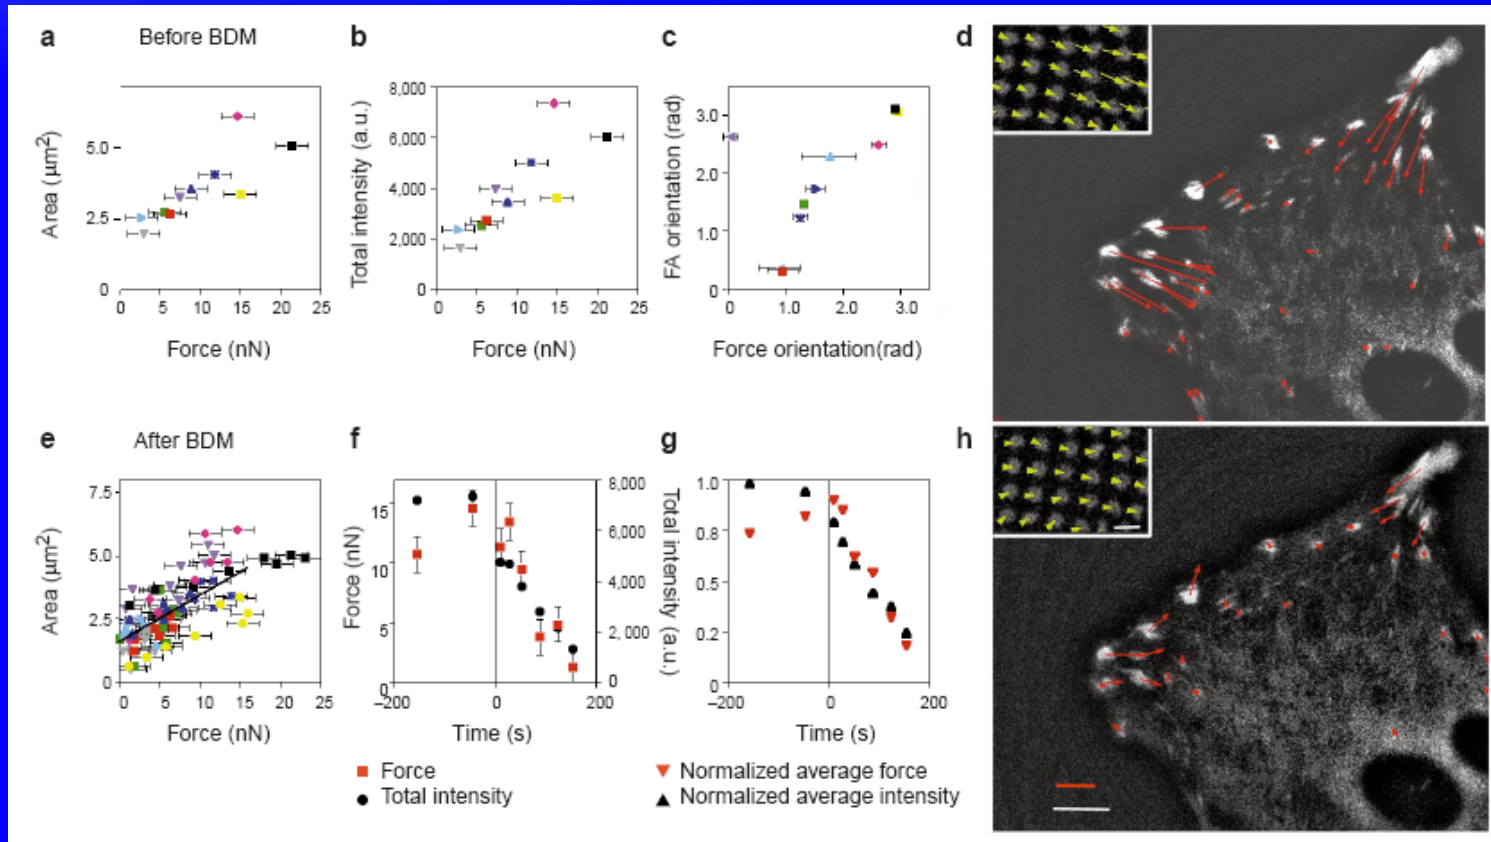 a
Before BDM
Area (µm²)
5.0
2.5
0
0 5 10 15 20 25
Force (nN)
b
Total intensity (a.u.)
8,000
6,000
4,000
2,000
0
0 5 10 15 20 25
Force (nN)
c
FA orientation (rad)
3.0
2.0
1.0
0
0 1.0 2.0 3.0
Force orientation(rad)
d
e
After BDM
Area (µm²)
7.5
5.0
2.5
0
0 5 10 15 20 25
Force (nN)
f
Force (nN)
15
10
5
0
8,000
6,000
4,000
2, 000
0
Total intensity (a.u.)
–200 0 200
Time (s)
g
1.0
0.8
0.5
0.2
0
–200 0 200
Time (s)
h
Force
Total intensity
Normalized average force
Normalized average intensity